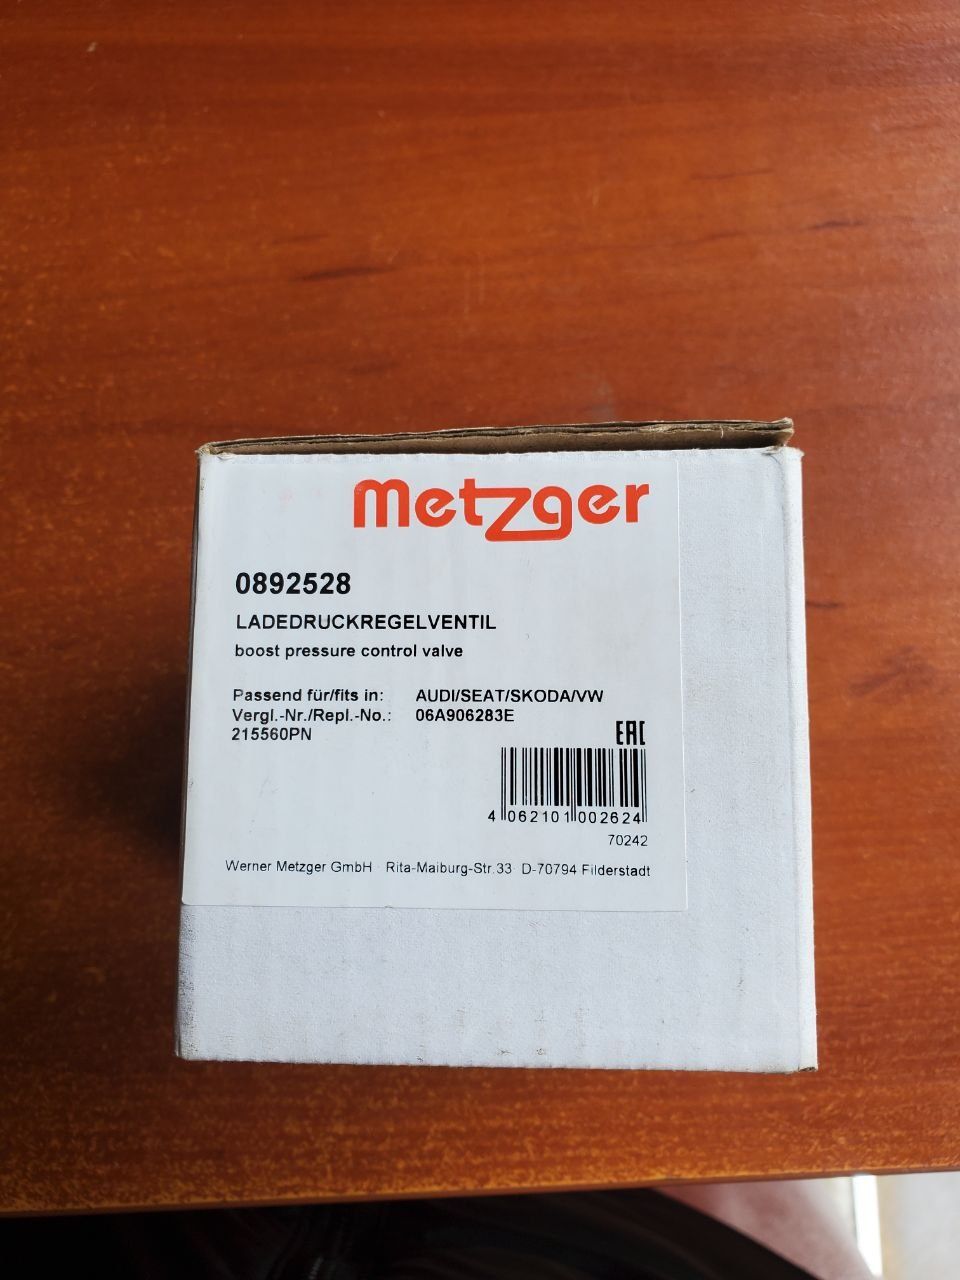 metzger
0892528
LADEDRUCKREGELVENTIL
boost pressure control valve
Passend für/fits in: AUDI/SEAT/SKODA/VW
Vergl.-Nr./Repl.-No.: 06A906283E
215560PN
EAC
4 062101 002624
70242
Werner Metzger GmbH · Rita-Maiburg-Str.33 · D-70794 Filderstadt